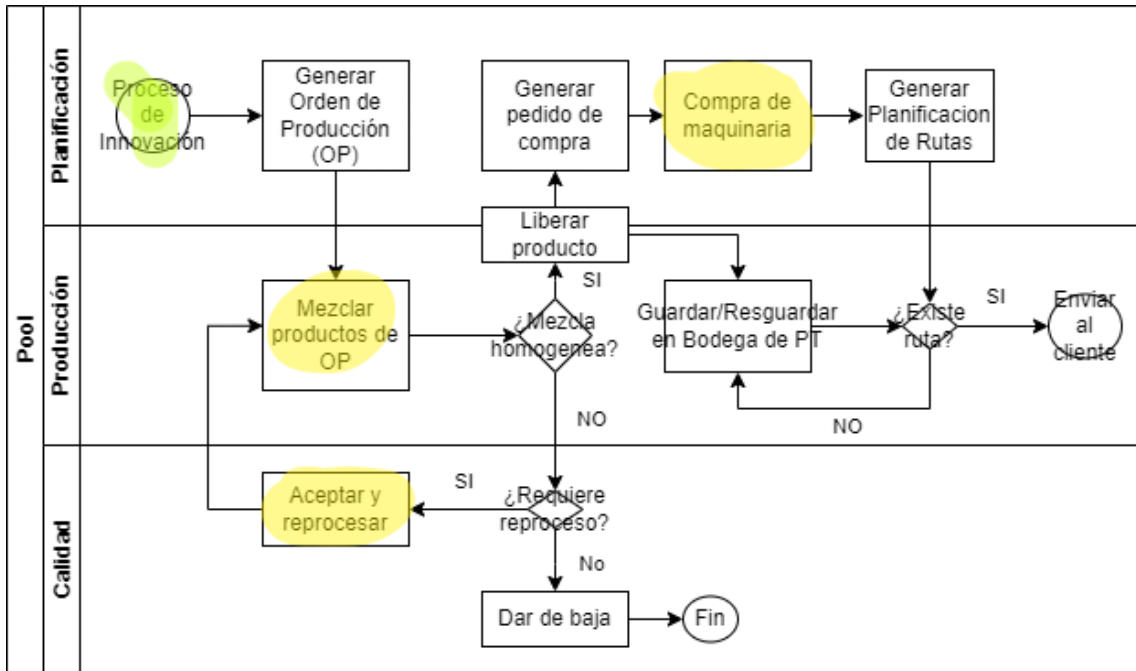 Pool
Planificación
Proceso
de
Innovación
Generar
Orden de
Producción
(OP)
Generar
pedido de
compra
Compra de
maquinaria
Generar
Planificacion
de Rutas
Liberar
producto
Producción
Mezclar
productos de
OP
¿Mezcla
homogenea?
SI
NO
Guardar/Resguardar
en Bodega de PT
¿Existe
ruta?
SI
NO
Enviar
al
cliente
Calidad
Aceptar y
reprocesar
SI
¿Requiere
reproceso?
No
Dar de baja
Fin